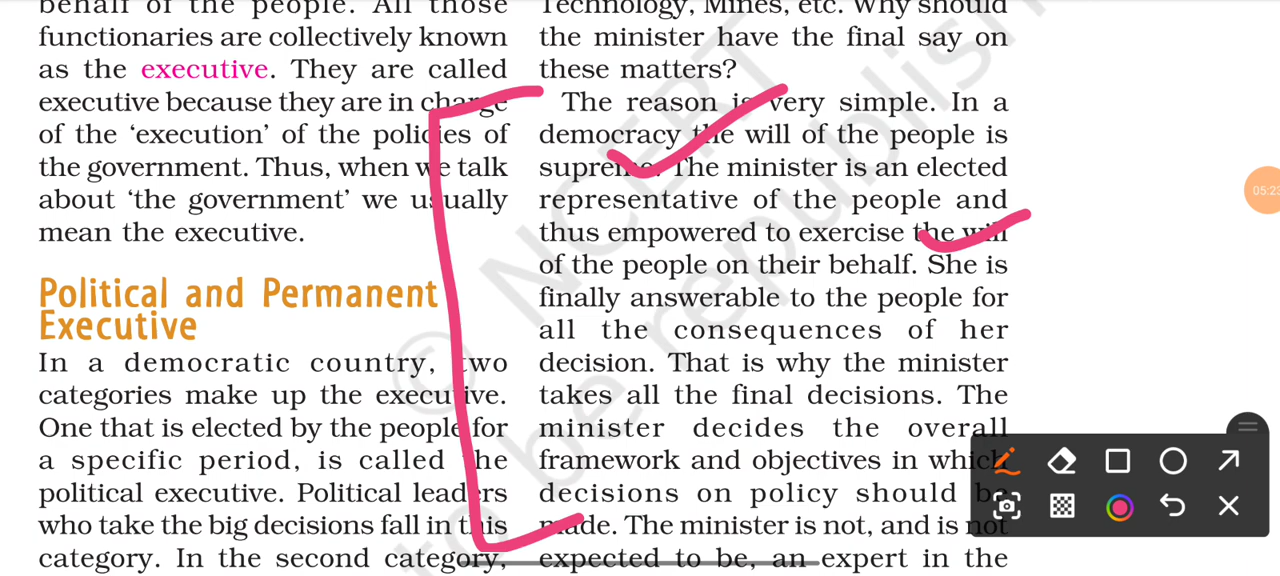 behalf of the people. All those
functionaries are collectively known
as the executive. They are called
executive because they are in charge
of the 'execution' of the policies of
the government. Thus, when we talk
about 'the government' we usually
mean the executive.
Political and Permanent
Executive
In a democratic country, two
categories make up the executive.
One that is elected by the people for
a specific period, is called the
political executive. Political leaders
who take the big decisions fall in this
category. In the second category,
Technology, Mines, etc. Why should
the minister have the final say on
these matters?
The reason is very simple. In a
democracy the will of the people is
supreme. The minister is an elected
representative of the people and
thus empowered to exercise the will
of the people on their behalf. She is
finally answerable to the people for
all the consequences of her
decision. That is why the minister
takes all the final decisions. The
minister decides the overall
framework and objectives in which
decisions on policy should be
made. The minister is not, and is not
expected to be, an expert in the
© NCERT
to be republish
05:23